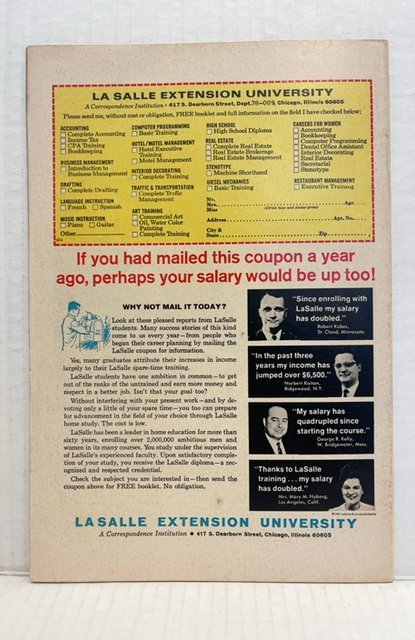 LA SALLE EXTENSION UNIVERSITY
A Correspondence Institution • 417 S. Dearborn Street, Dept. 78-009, Chicago, Illinois 60605
Please send me, without cost or obligation, FREE booklet and full information on the field I have checked below:
ACCOUNTING
Complete Accounting
Income Tax
CPA Training
Bookkeeping
BUSINESS MANAGEMENT
Introduction to
Business Management
DRAFTING
Complete Drafting
LANGUAGE INSTRUCTION
French Spanish
MUSIC INSTRUCTION
Piano Guitar
Other
COMPUTER PROGRAMMING
Basic Training
HOTEL/MOTEL MANAGEMENT
Hotel Executive
Training
Motel Management
INTERIOR DECORATING
Complete Training
TRAFFIC & TRANSPORTATION
Complete Traffic
Management
ART TRAINING
Commercial Art
Oil, Water Color
Painting
Complete Training
HIGH SCHOOL
High School Diploma
REAL ESTATE
Complete Real Estate
Real Estate Brokerage
Real Estate Management
STENOTYPE
Machine Shorthand
DIESEL MECHANICS
Basic Training
CAREERS FOR WOMEN
Accounting
Bookkeeping
Computer Programming
Dental Office Assistant
Interior Decorating
Real Estate
Secretarial
Stenotype
RESTAURANT MANAGEMENT
Executive Training
Mr.
Mrs. Age
Miss (Please Ask and please print)
Address Apt. No.
City &
State Zip
If you had mailed this coupon a year
ago, perhaps your salary would be up too!
WHY NOT MAIL IT TODAY?
Look at these pleased reports from LaSalle
students. Many success stories of this kind
come to us every year—from people who
began their career planning by mailing the
LaSalle coupon for information.
Yes, many graduates attribute their increases in income
largely to their LaSalle spare-time training.
LaSalle students have one ambition in common—to get
out of the ranks of the untrained and earn more money and
respect in a better job. Isn't that your goal too?
Without interfering with your present work—and by de-
voting only a little of your spare time—you too can prepare
for advancement in the field of your choice through LaSalle
home study. The cost is low.
LaSalle has been a leader in home education for more than
sixty years, enrolling over 2,000,000 ambitious men and
women in its many courses. You study under the supervision
of LaSalle's experienced faculty. Upon satisfactory comple-
tion of your study, you receive the LaSalle diploma—a rec-
ognized and respected credential.
Check the subject you are interested in—then send the
coupon above for FREE booklet. No obligation.
"Since enrolling with
LaSalle my salary
has doubled."
Robert Kubec,
St. Cloud, Minnesota.
"In the past three
years my income has
jumped over $6,500."
Norbert Kaiton,
Ridgewood, N.Y.
"My salary has
quadrupled since
starting the course."
George R. Kelly,
W. Bridgewater, Mass.
"Thanks to LaSalle
training . . . my salary
has doubled."
Mrs. Mary M. Nyberg,
Los Angeles, Calif.
LA SALLE EXTENSION UNIVERSITY
A Correspondence Institution • 417 S. Dearborn Street, Chicago, Illinois 60605